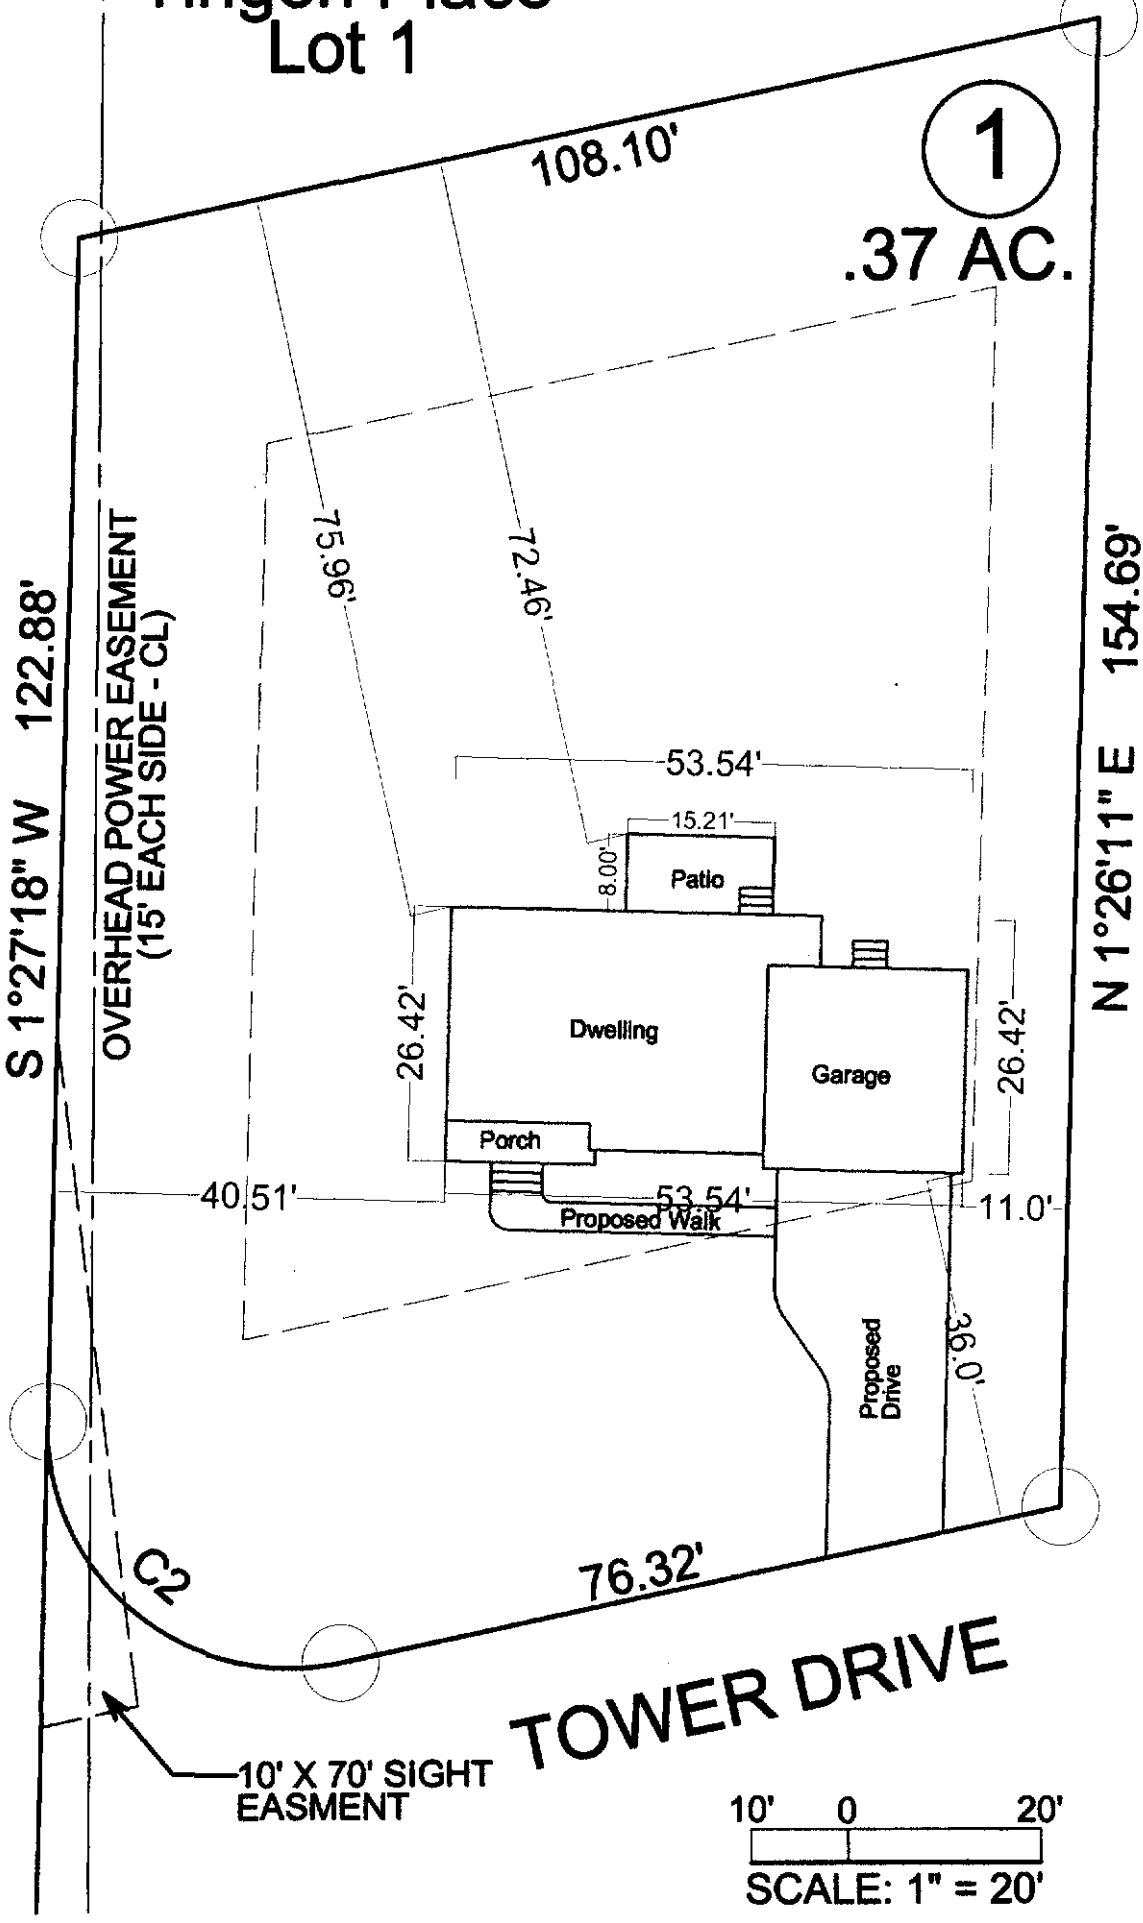 Lot 1
108.10'
1
.37 AC.
75.96'
72.46'
S 1°27'18" W 122.88'
OVERHEAD POWER EASEMENT
(15' EACH SIDE - CL)
N 1°26'11" E 154.69'
53.54'
15.21'
8.00'
Patio
26.42'
Dwelling
Garage
26.42'
Porch
40.51'
53.54'
11.0'
Proposed Walk
Proposed
Drive
36.0'
C2
76.32'
TOWER DRIVE
10' X 70' SIGHT
EASMENT
10' 0 20'
SCALE: 1" = 20'